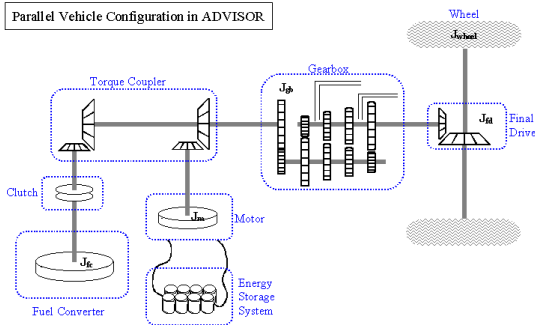 Parallel Vehicle Configuration in ADVISOR
Wheel
Jwheel
Gearbox
Torque Coupler
Jgb
Jfd
Final
Drive
Clutch
Jm
Motor
Jfc
Energy
Storage
System
Fuel Converter